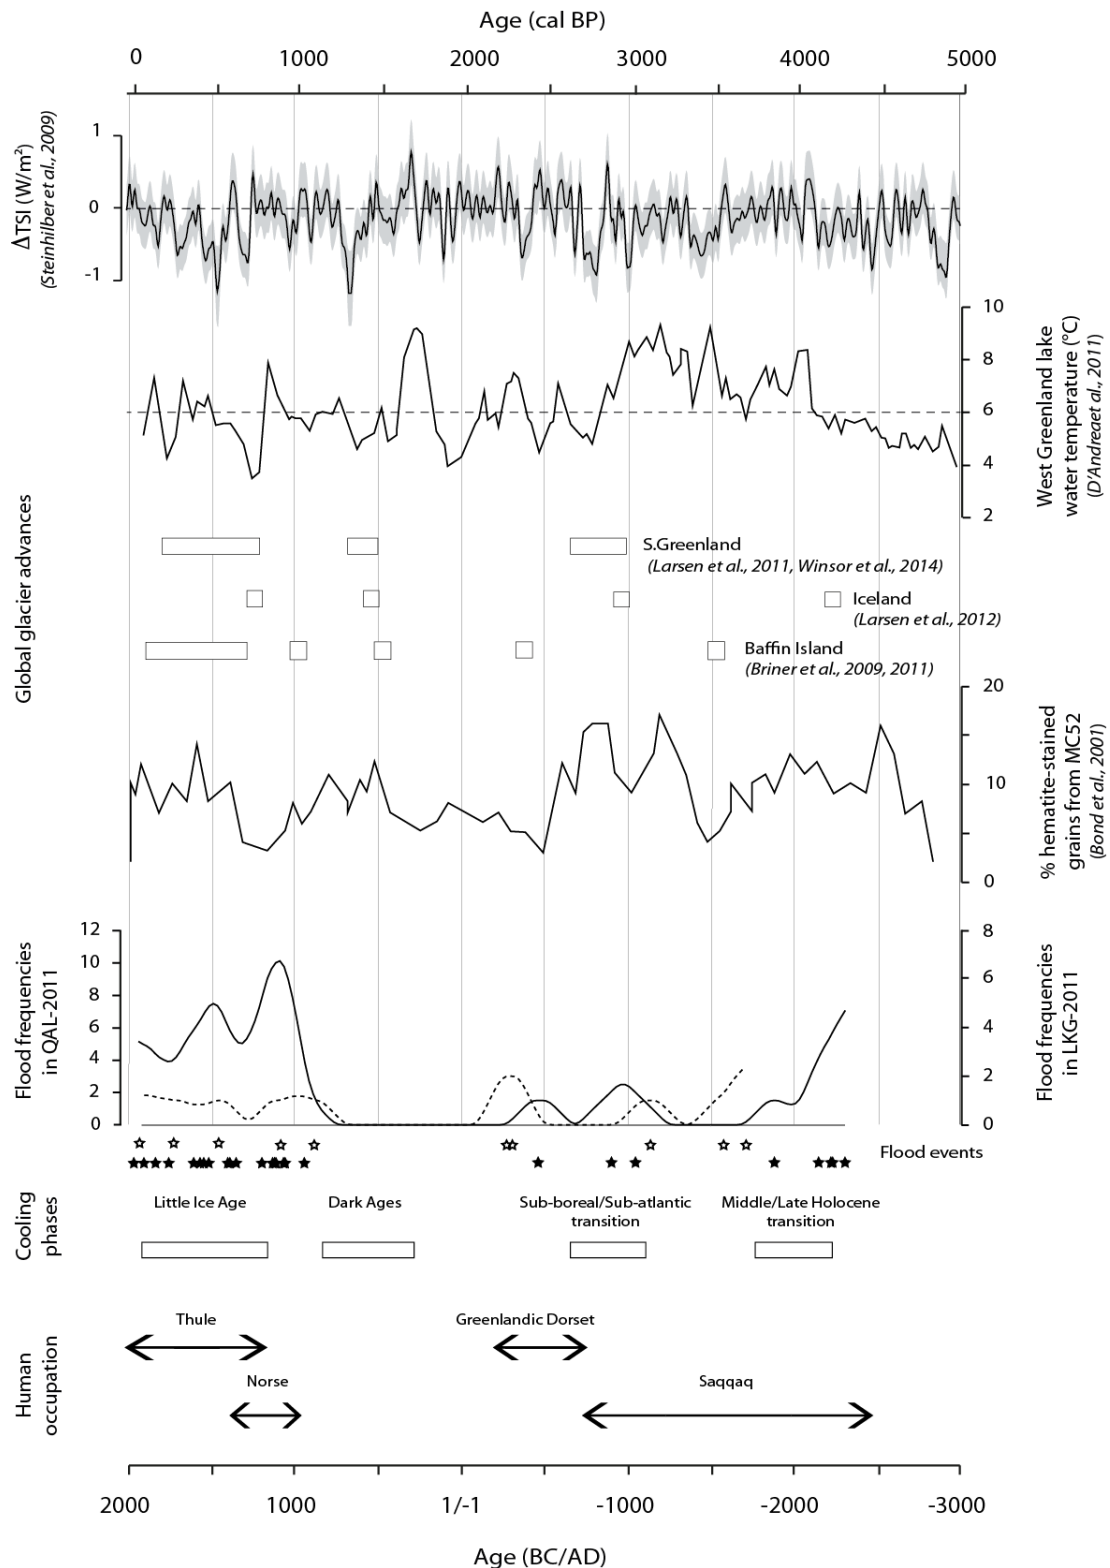 Age (cal BP)
0 1000 2000 3000 4000 5000
ΔTSI (W/m²)
(Steinhilber et al., 2009)
1
0
-1
10
8
6
4
2
West Greenland lake
water temperature (°C)
(D'Andreaet al., 2011)
Global glacier advances
S.Greenland
(Larsen et al., 2011, Winsor et al., 2014)
Iceland
(Larsen et al., 2012)
Baffin Island
(Briner et al., 2009, 2011)
20
10
0
% hematite-stained
grains from MC52
(Bond et al., 2001)
Flood frequencies
in QAL-2011
12
10
8
6
4
2
0
8
6
4
2
0
Flood frequencies
in LKG-2011
Flood events
Cooling
phases
Little Ice Age
Dark Ages
Sub-boreal/Sub-atlantic
transition
Middle/Late Holocene
transition
Human
occupation
Thule
Greenlandic Dorset
Norse
Saqqaq
2000 1000 1/-1 -1000 -2000 -3000
Age (BC/AD)